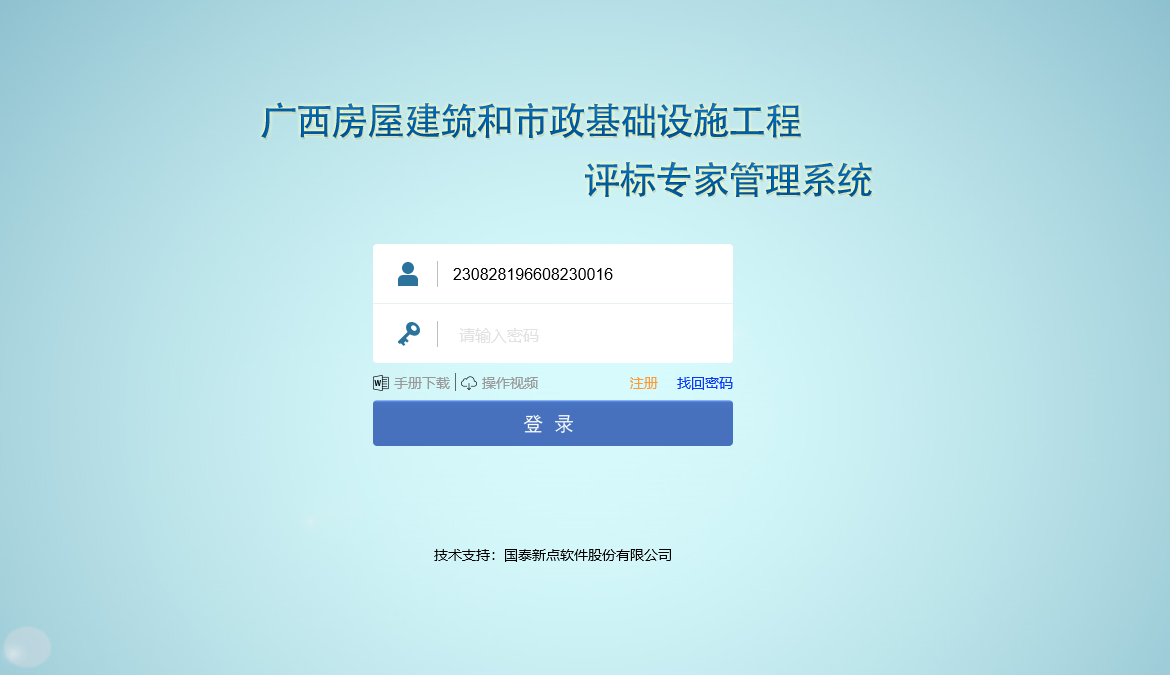 广西房屋建筑和市政基础设施工程
评标专家管理系统
230828196608230016
请输入密码
手册下载 操作视频 注册 找回密码
登 录
技术支持：国泰新点软件股份有限公司